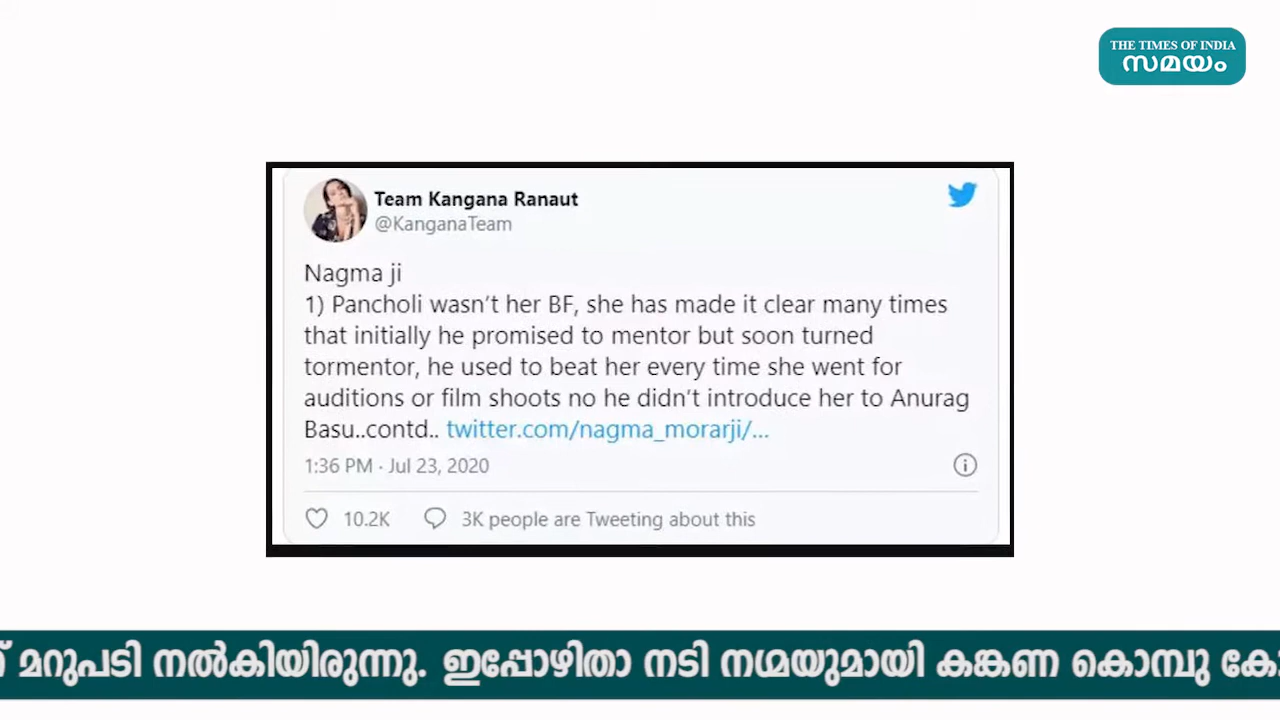 THE TIMES OF INDIA
സമയം
Team Kangana Ranaut
@KanganaTeam
Nagma ji
1) Pancholi wasn't her BF, she has made it clear many times
that initially he promised to mentor but soon turned
tormentor, he used to beat her every time she went for
auditions or film shoots no he didn't introduce her to Anurag
Basu..contd.. twitter.com/nagma_morarji/...
1:36 PM · Jul 23, 2020
10.2K 3K people are Tweeting about this
മറുപടി നൽകിയിരുന്നു. ഇപ്പോഴിതാ നടി നഗ്മയുമായി കങ്കണ കൊമ്പു